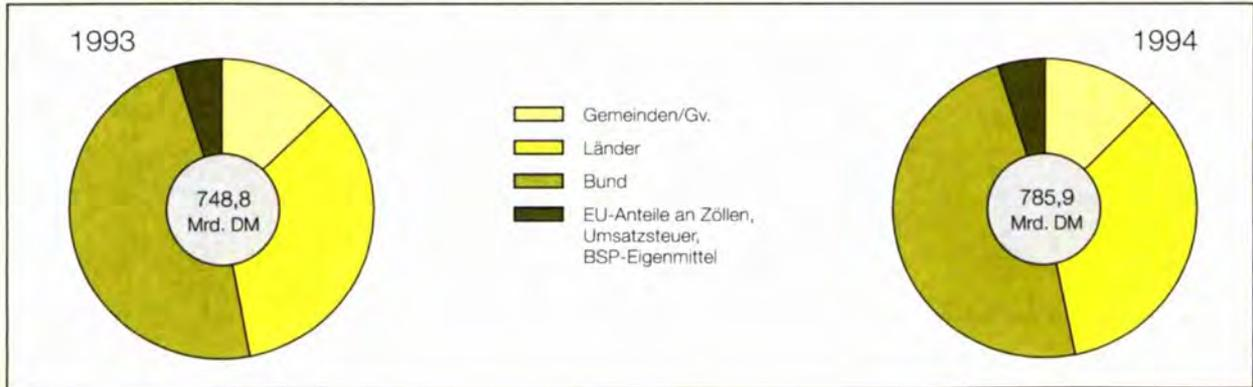 1993
748,8
Mrd. DM
Gemeinden/Gv.
Länder
Bund
EU-Anteile an Zöllen,
Umsatzsteuer,
BSP-Eigenmittel
1994
785,9
Mrd. DM